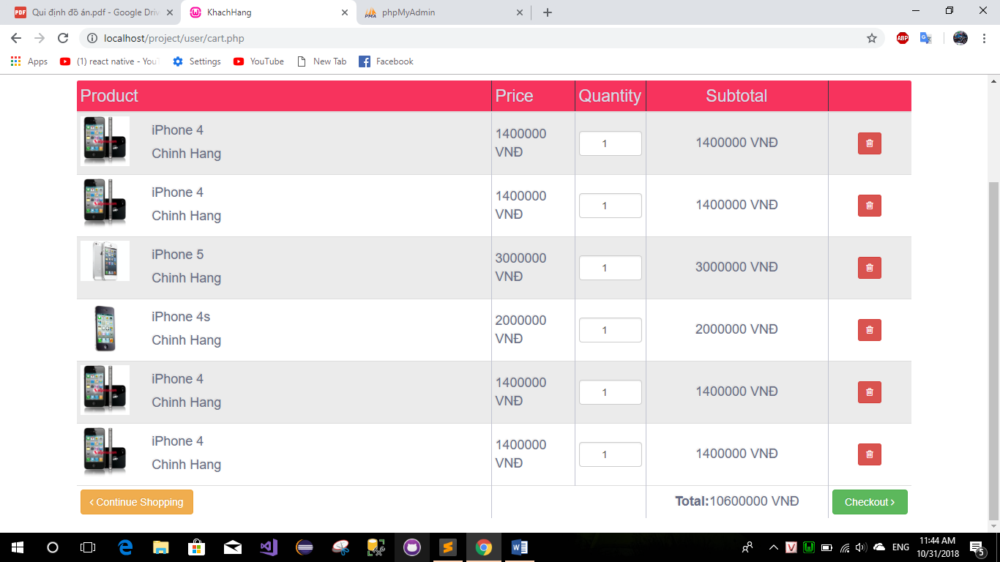 Qui định đồ án.pdf - Google Driv
KhachHang
phpMyAdmin
localhost/project/user/cart.php
Apps
(1) react native - YouT
Settings
YouTube
New Tab
Facebook
Product Price Quantity Subtotal
iPhone 4
Chinh Hang
1400000
VNĐ
1
1400000 VNĐ
iPhone 4
Chinh Hang
1400000
VNĐ
1
1400000 VNĐ
iPhone 5
Chinh Hang
3000000
VNĐ
1
3000000 VNĐ
iPhone 4s
Chinh Hang
2000000
VNĐ
1
2000000 VNĐ
iPhone 4
Chinh Hang
1400000
VNĐ
1
1400000 VNĐ
iPhone 4
Chinh Hang
1400000
VNĐ
1
1400000 VNĐ
Continue Shopping
Total:10600000 VNĐ
Checkout
ENG
11:44 AM
10/31/2018
5